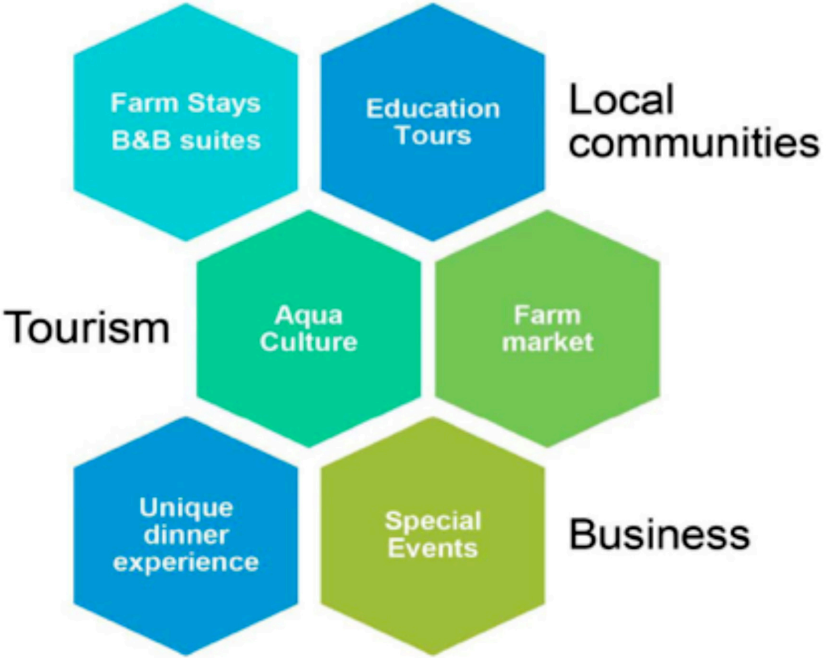 Farm Stays
B&B suites
Education
Tours
Local
communities
Tourism
Aqua
Culture
Farm
market
Unique
dinner
experience
Special
Events
Business